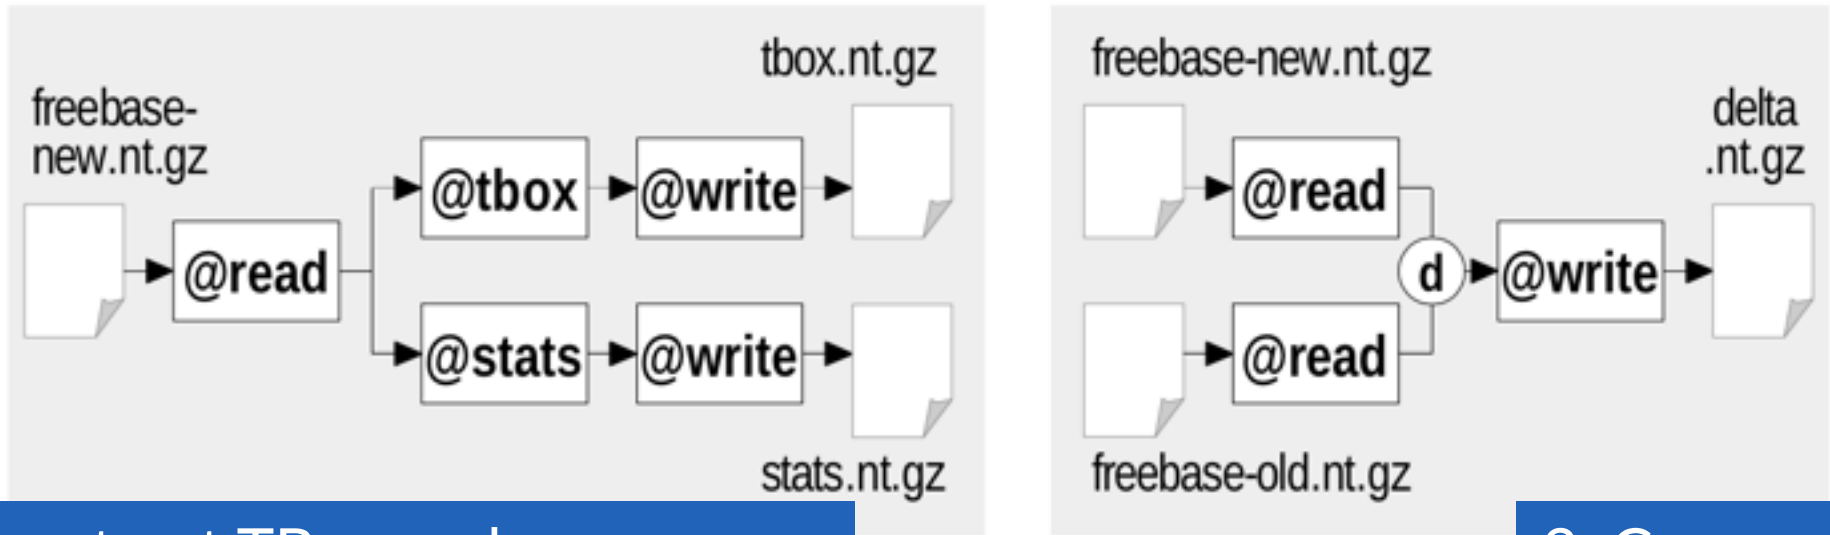 freebase-
new.nt.gz
@read
tbox.nt.gz
@tbox
@write
@stats
@write
stats.nt.gz
freebase-new.nt.gz
@read
d
@write
delta
.nt.gz
@read
freebase-old.nt.gz